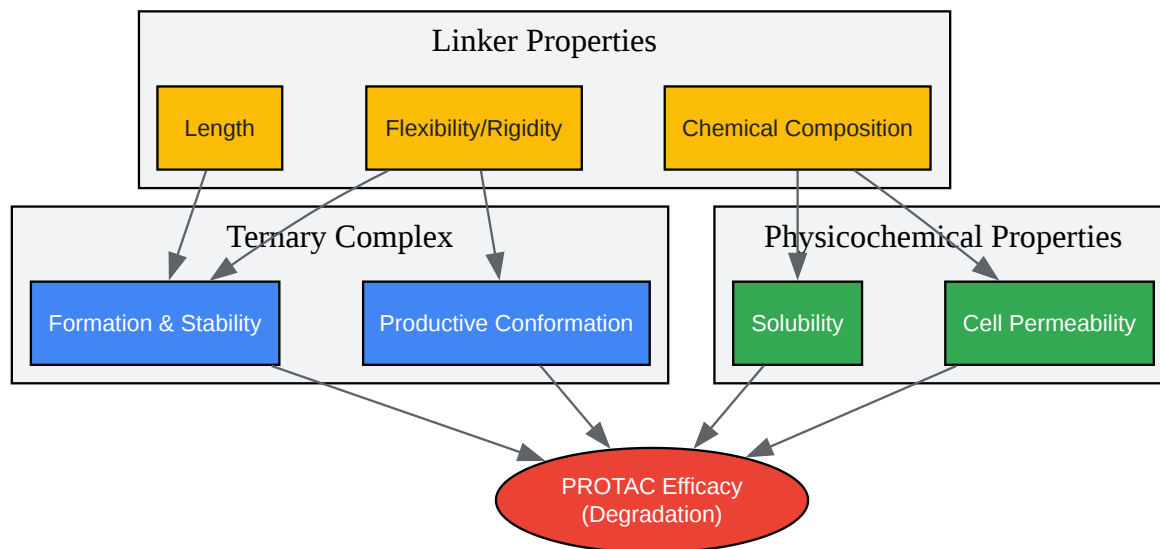 Linker Properties
Length
Flexibility/Rigidity
Chemical Composition
Ternary Complex
Physicochemical Properties
Formation & Stability
Productive Conformation
Solubility
Cell Permeability
PROTAC Efficacy
(Degradation)